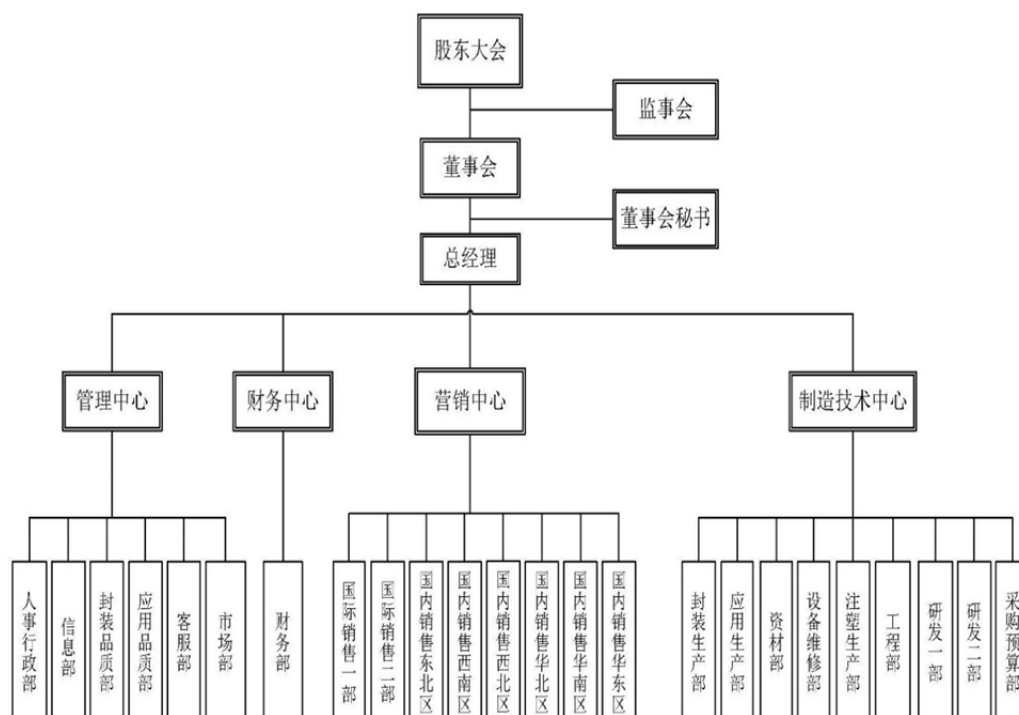 股东大会
监事会
董事会
董事会秘书
总经理
管理中心
财务中心
营销中心
制造技术中心
人事行政部
信息部
封装品质部
应用品质部
客服部
市场部
财务部
国际销售一部
国际销售二部
国内销售东北区
国内销售西南区
国内销售西北区
国内销售华北区
国内销售华南区
国内销售华东区
封装生产部
应用生产部
资材部
设备维修部
注塑生产部
工程部
研发一部
研发二部
采购预算部